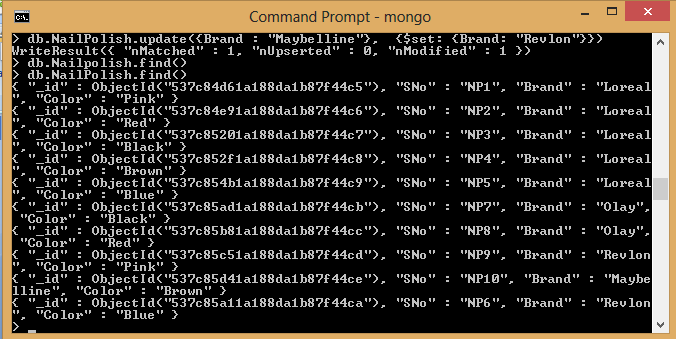 Command Prompt - mongo
> db.NailPolish.update({Brand : "Maybelline"},  {$set: {Brand: "Revlon"}})
WriteResult({ "nMatched" : 1, "nUpserted" : 0, "nModified" : 1 })
> db.Nailpolish.find()
> db.NailPolish.find()
{ "_id" : ObjectId("537c84d61a188da1b87f44c5"), "SNo" : "NP1", "Brand" : "Loreal
", "Color" : "Pink" }
{ "_id" : ObjectId("537c84e91a188da1b87f44c6"), "SNo" : "NP2", "Brand" : "Loreal
", "Color" : "Red" }
{ "_id" : ObjectId("537c85201a188da1b87f44c7"), "SNo" : "NP3", "Brand" : "Loreal
", "Color" : "Black" }
{ "_id" : ObjectId("537c852f1a188da1b87f44c8"), "SNo" : "NP4", "Brand" : "Loreal
", "Color" : "Brown" }
{ "_id" : ObjectId("537c854b1a188da1b87f44c9"), "SNo" : "NP5", "Brand" : "Loreal
", "Color" : "Blue" }
{ "_id" : ObjectId("537c85ad1a188da1b87f44cb"), "SNo" : "NP7", "Brand" : "Olay",
 "Color" : "Black" }
{ "_id" : ObjectId("537c85b81a188da1b87f44cc"), "SNo" : "NP8", "Brand" : "Olay",
 "Color" : "Red" }
{ "_id" : ObjectId("537c85c51a188da1b87f44cd"), "SNo" : "NP9", "Brand" : "Revlon
", "Color" : "Pink" }
{ "_id" : ObjectId("537c85d41a188da1b87f44ce"), "SNo" : "NP10", "Brand" : "Maybe
lline", "Color" : "Brown" }
{ "_id" : ObjectId("537c85a11a188da1b87f44ca"), "SNo" : "NP6", "Brand" : "Revlon
", "Color" : "Blue" }
> _